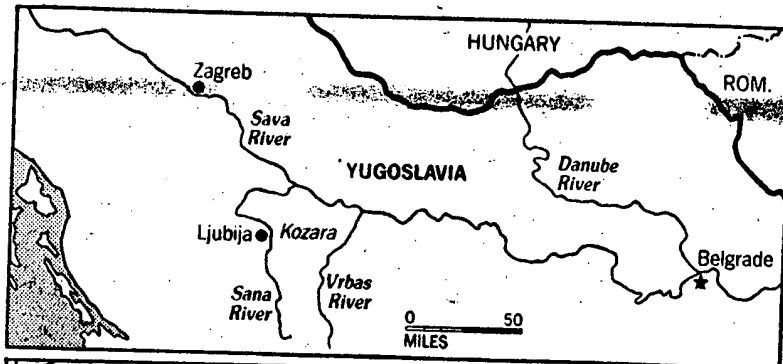 HUNGARY
Zagreb
ROM.
Sava
River
YUGOSLAVIA
Danube
River
Ljubija
Kozara
Belgrade
Sana
River
Vrbas
River
0 50
MILES